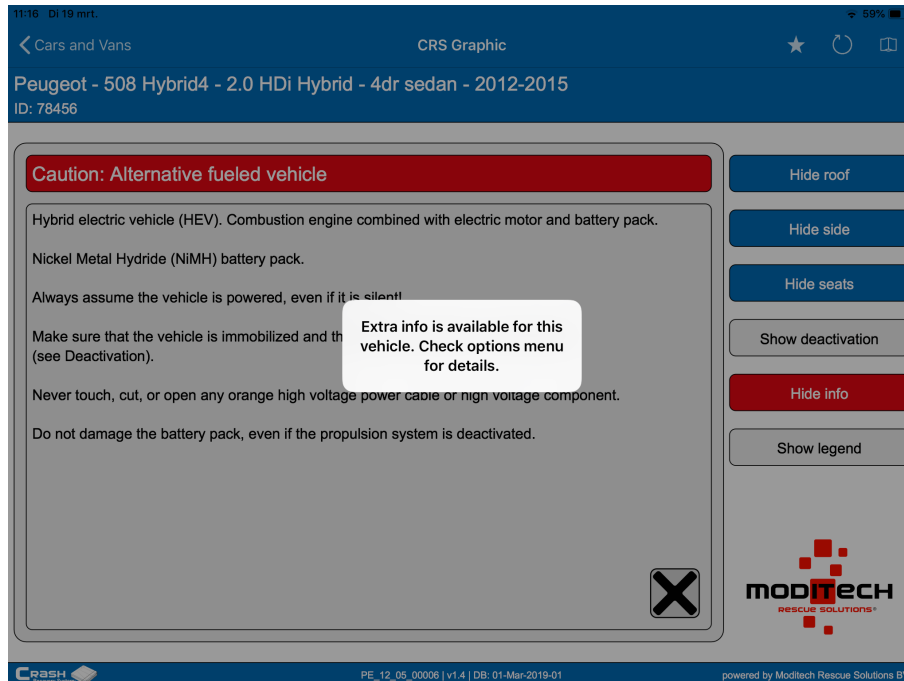 11:16 Di 19 mrt.
59%
Cars and Vans
CRS Graphic
Peugeot - 508 Hybrid4 - 2.0 HDi Hybrid - 4dr sedan - 2012-2015
ID: 78456
Caution: Alternative fueled vehicle
Hybrid electric vehicle (HEV). Combustion engine combined with electric motor and battery pack.
Nickel Metal Hydride (NiMH) battery pack.
Always assume the vehicle is powered, even if it is silent!
Make sure that the vehicle is immobilized and th
(see Deactivation).
Never touch, cut, or open any orange high voltage power cable or high voltage component.
Do not damage the battery pack, even if the propulsion system is deactivated.
Extra info is available for this
vehicle. Check options menu
for details.
Hide roof
Hide side
Hide seats
Show deactivation
Hide info
Show legend
MODITECH
RESCUE SOLUTIONS®
CRASH
PE_12_05_00006 | v1.4 | DB: 01-Mar-2019-01
powered by Moditech Rescue Solutions B